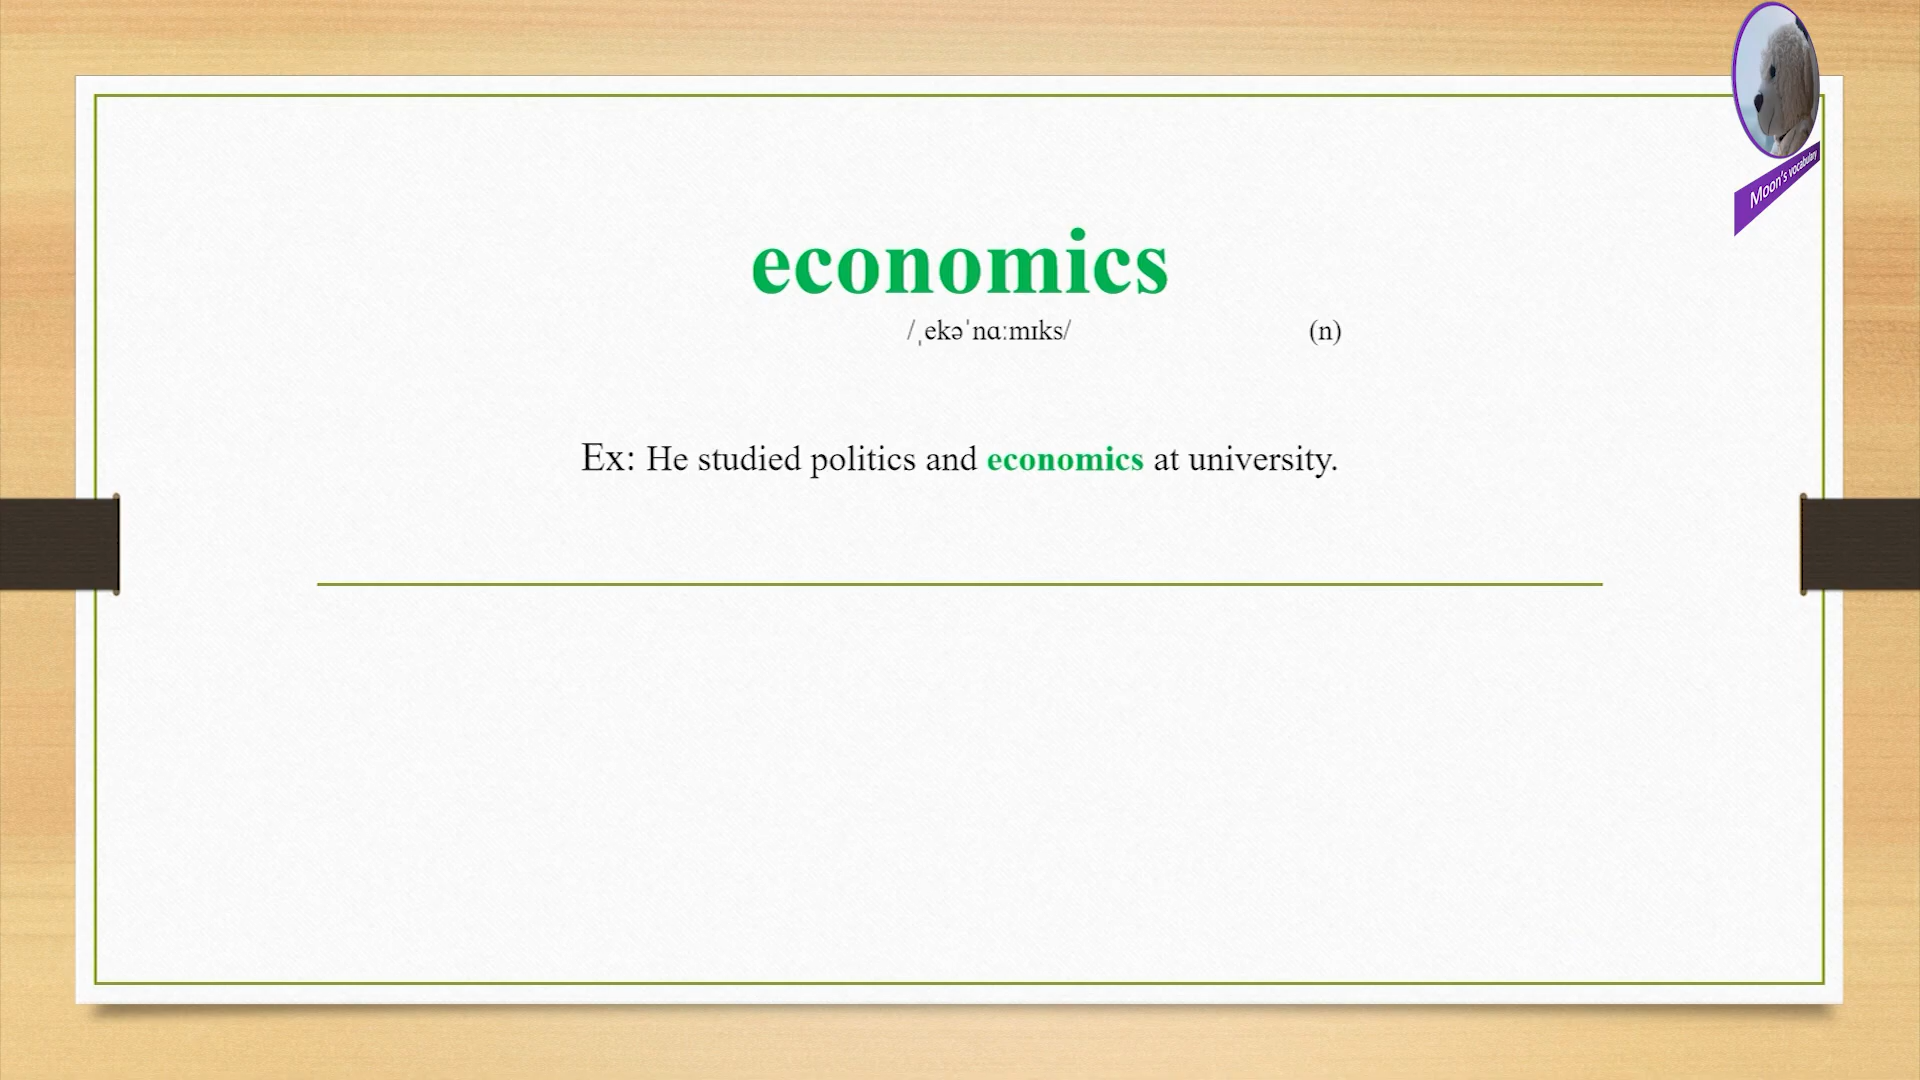 Moon's vocabulary
economics
/ˌekəˈnɑːmɪks/ (n)
Ex: He studied politics and economics at university.